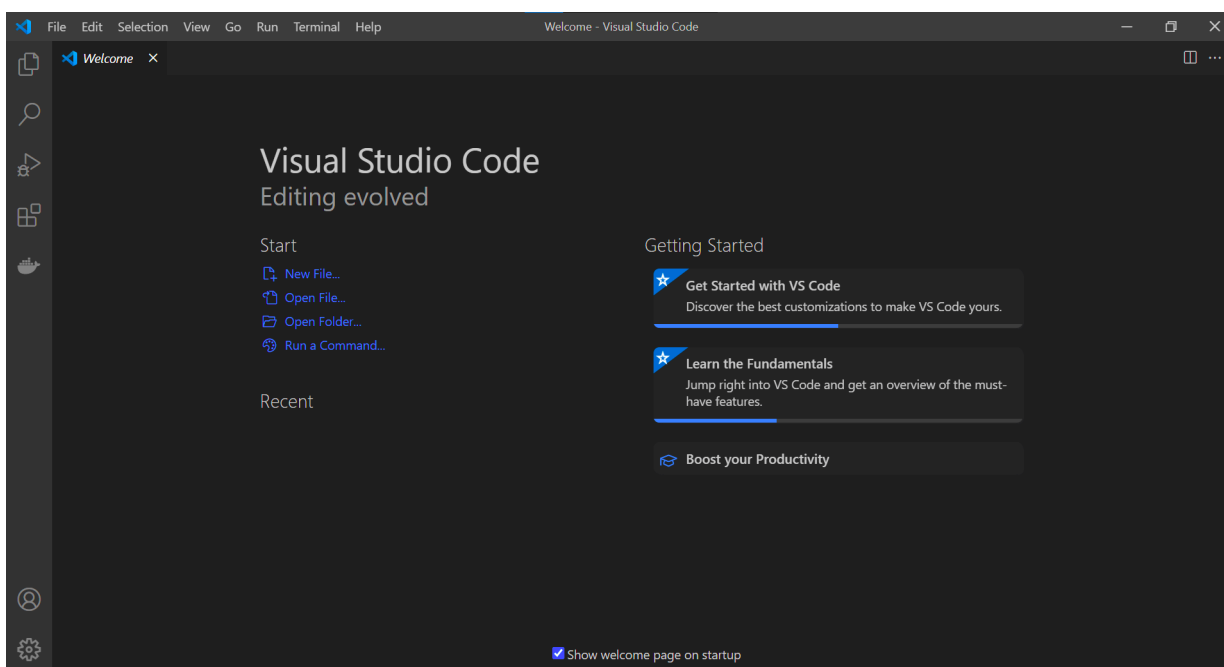 File Edit Selection View Go Run Terminal Help
Welcome - Visual Studio Code
Welcome
Visual Studio Code
Editing evolved
Start
New File...
Open File...
Open Folder...
Run a Command...
Recent
Getting Started
Get Started with VS Code
Discover the best customizations to make VS Code yours.
Learn the Fundamentals
Jump right into VS Code and get an overview of the must-
have features.
Boost your Productivity
Show welcome page on startup